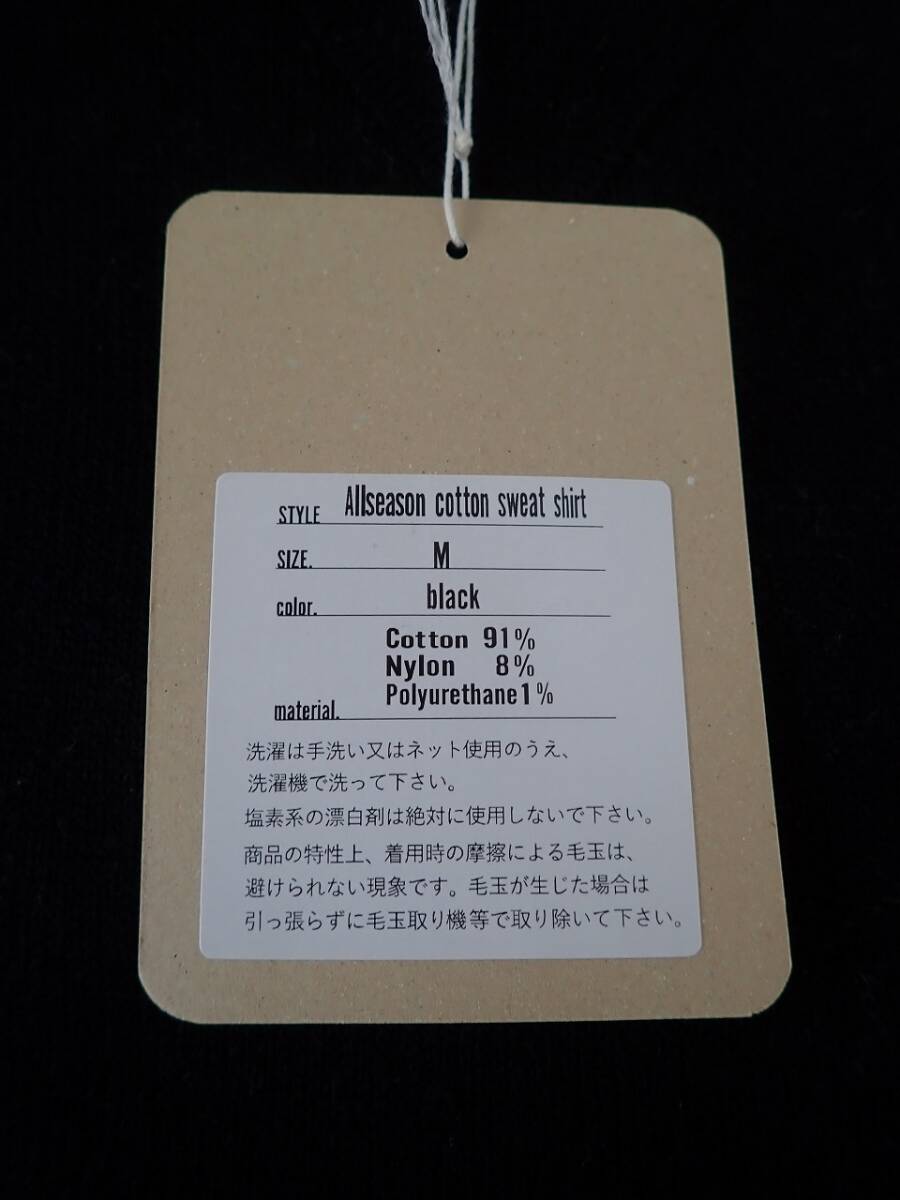 STYLE Allseason cotton sweat shirt
SIZE. M
color. black
Cotton 91%
Nylon 8%
material. Polyurethane 1%
洗濯は手洗い又はネット使用のうえ、
洗濯機で洗って下さい。
塩素系の漂白剤は絶対に使用しないで下さい。
商品の特性上、着用時の摩擦による毛玉は、
避けられない現象です。毛玉が生じた場合は
引っ張らずに毛玉取り機等で取り除いて下さい。